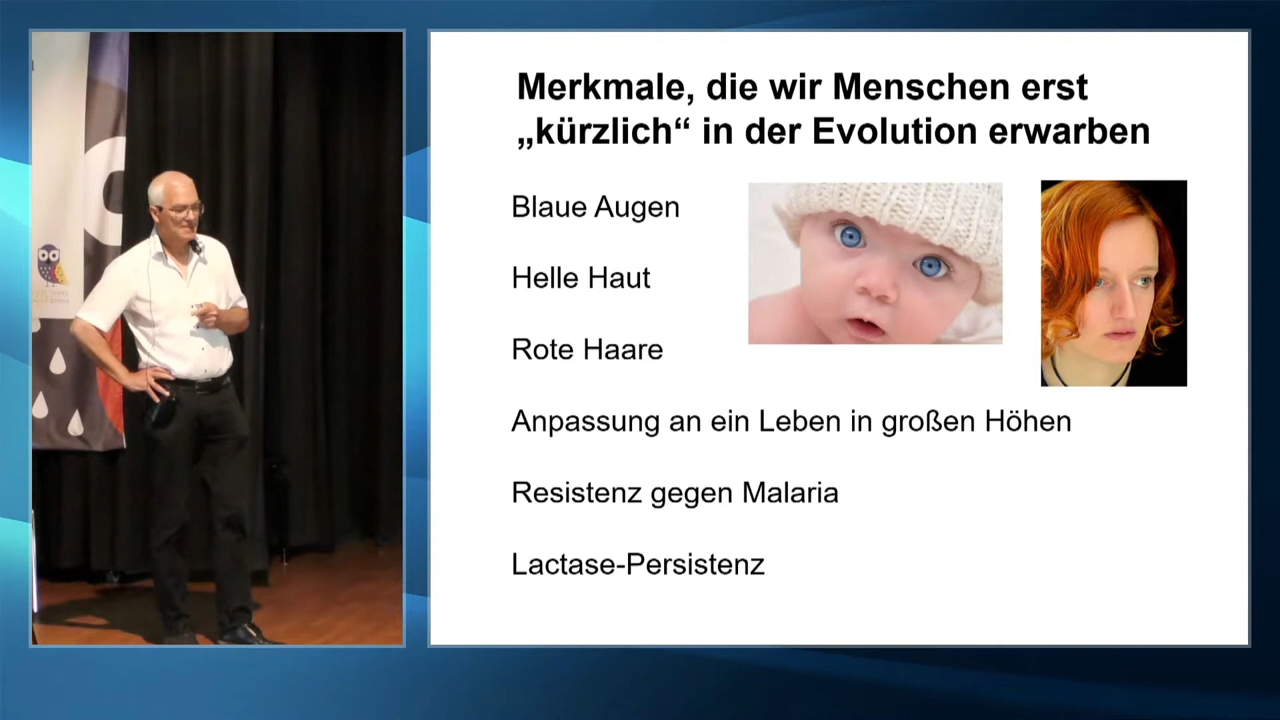 Merkmale, die wir Menschen erst
„kürzlich“ in der Evolution erwarben
Blaue Augen
Helle Haut
Rote Haare
Anpassung an ein Leben in großen Höhen
Resistenz gegen Malaria
Lactase-Persistenz